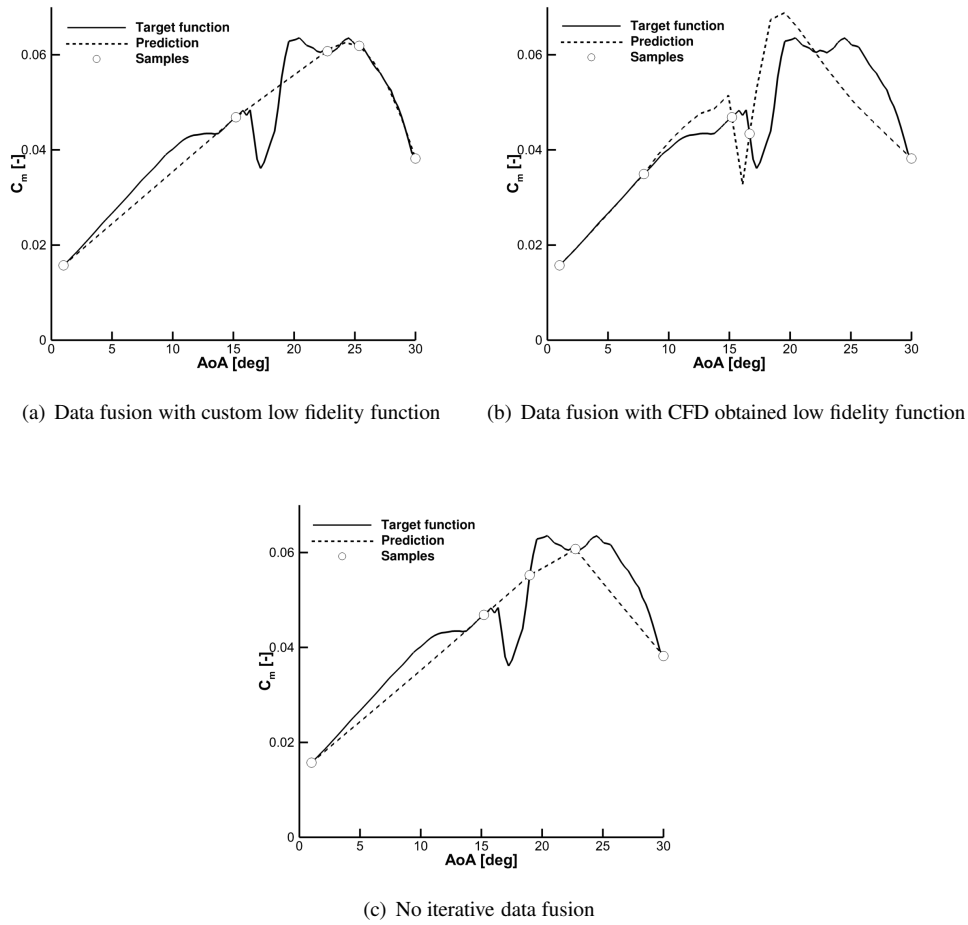 Target function
Prediction
Samples
0.06
0.04
0.02
0
C_m [-]
0 5 10 15 20 25 30
AoA [deg]
(a) Data fusion with custom low fidelity function
Target function
Prediction
Samples
0.06
0.04
0.02
0
C_m [-]
0 5 10 15 20 25 30
AoA [deg]
(b) Data fusion with CFD obtained low fidelity function
Target function
Prediction
Samples
0.06
0.04
0.02
0
C_m [-]
0 5 10 15 20 25 30
AoA [deg]
(c) No iterative data fusion